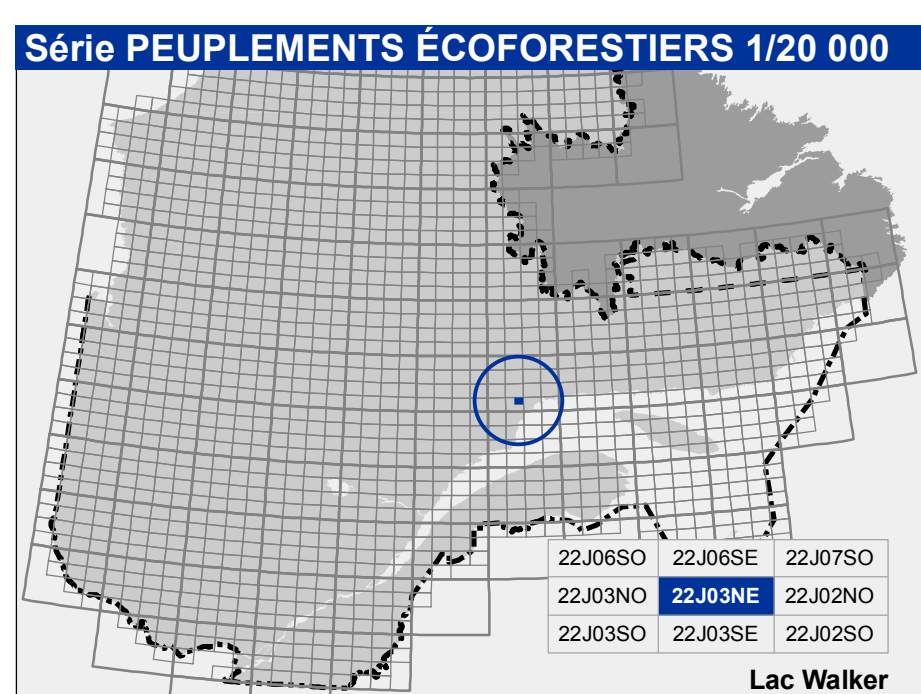 Série PEUPLEMENTS ÉCOFORESTIERS 1/20 000
22J06SO 22J06SE 22J07SO
22J03NO 22J03NE 22J02NO
22J03SO 22J03SE 22J02SO
Lac Walker